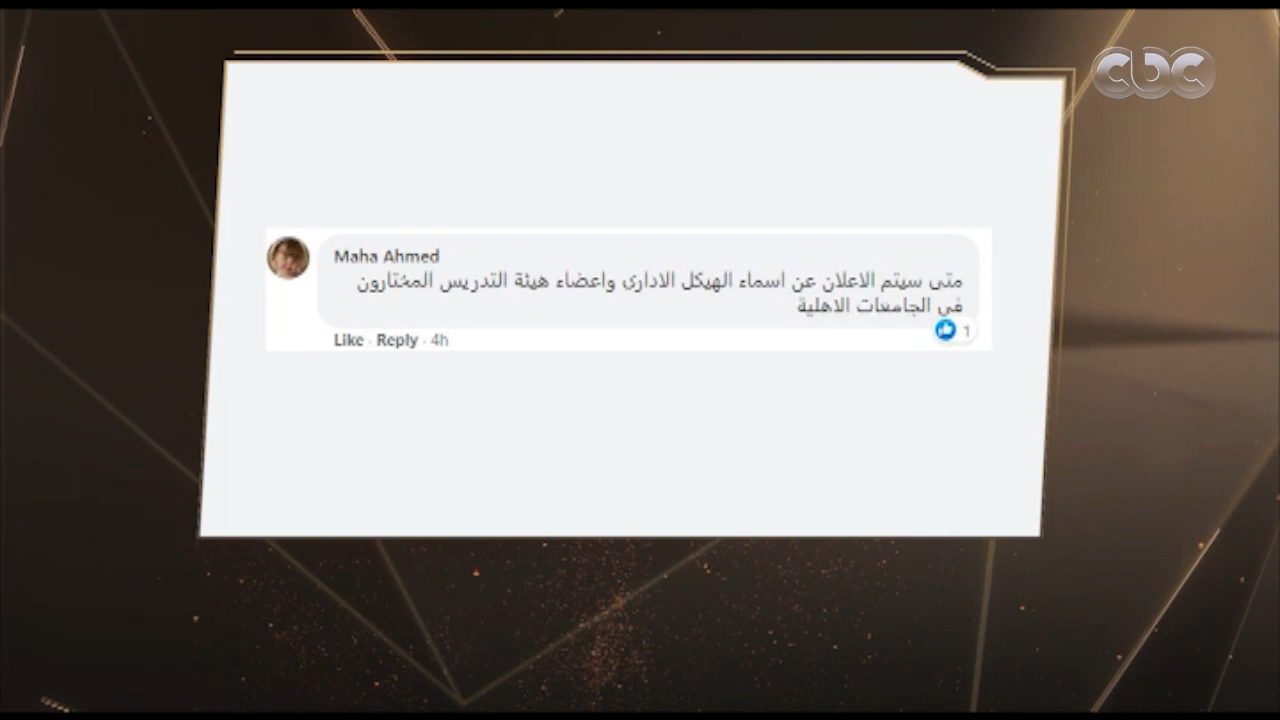 cbc
Maha Ahmed
متى سيتم الاعلان عن اسماء الهيكل الادارى واعضاء هيئة التدريس المختارون
فى الجامعات الاهلية
1
Like · Reply · 4h